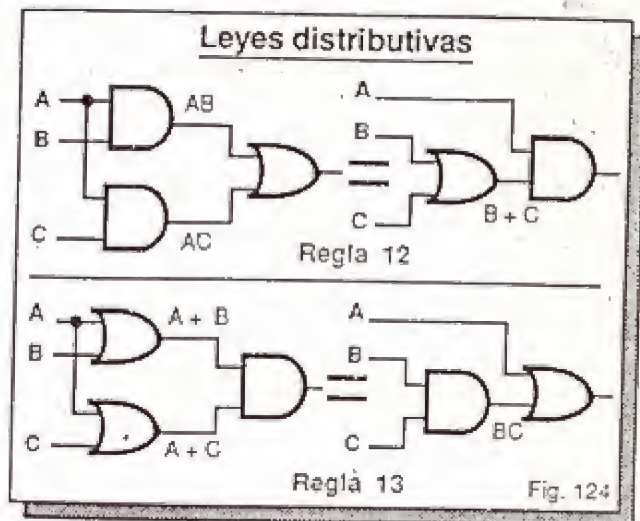 Leyes distributivas
A
B
C
AB
AC
A
B
C
B + C
Regla 12
A
B
C
A + B
A + C
A
B
C
BC
Regla 13
Fig. 124